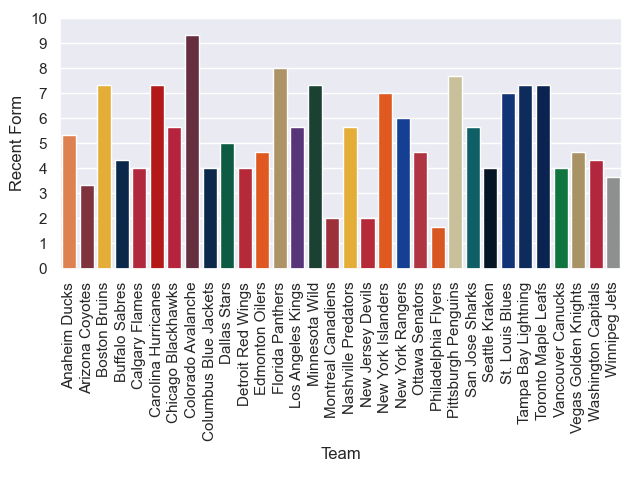 10
9
8
7
6
5
4
3
2
1
0
Recent Form
Anaheim Ducks
Arizona Coyotes
Boston Bruins
Buffalo Sabres
Calgary Flames
Carolina Hurricanes
Chicago Blackhawks
Colorado Avalanche
Columbus Blue Jackets
Dallas Stars
Detroit Red Wings
Edmonton Oilers
Florida Panthers
Los Angeles Kings
Minnesota Wild
Montreal Canadiens
Nashville Predators
New Jersey Devils
New York Islanders
New York Rangers
Ottawa Senators
Philadelphia Flyers
Pittsburgh Penguins
San Jose Sharks
Seattle Kraken
St. Louis Blues
Tampa Bay Lightning
Toronto Maple Leafs
Vancouver Canucks
Vegas Golden Knights
Washington Capitals
Winnipeg Jets
Team